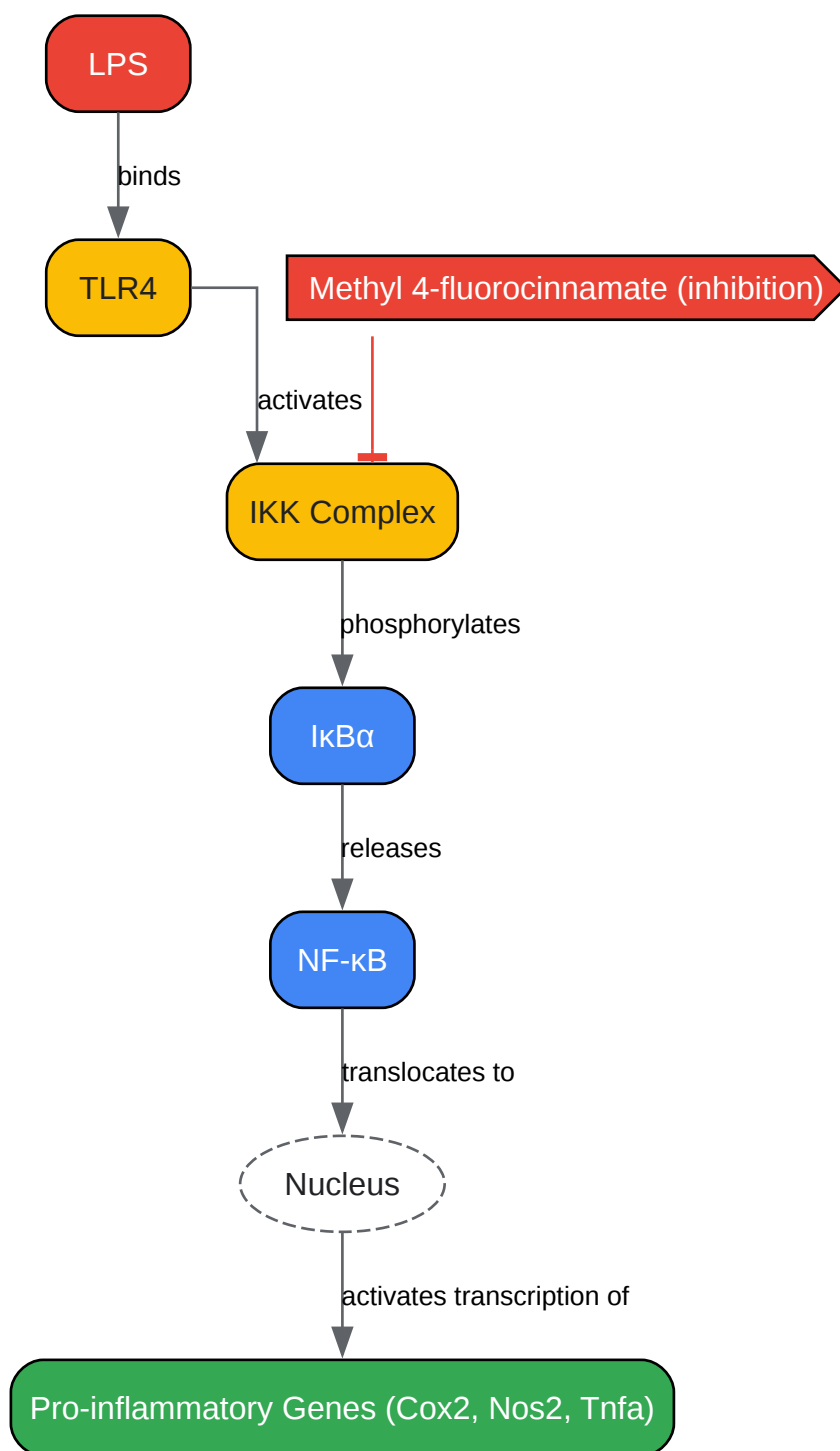 LPS
binds
TLR4
Methyl 4-fluorocinnamate (inhibition)
activates
IKK Complex
phosphorylates
IκBα
releases
NF-κB
translocates to
Nucleus
activates transcription of
Pro-inflammatory Genes (Cox2, Nos2, Tnfa)